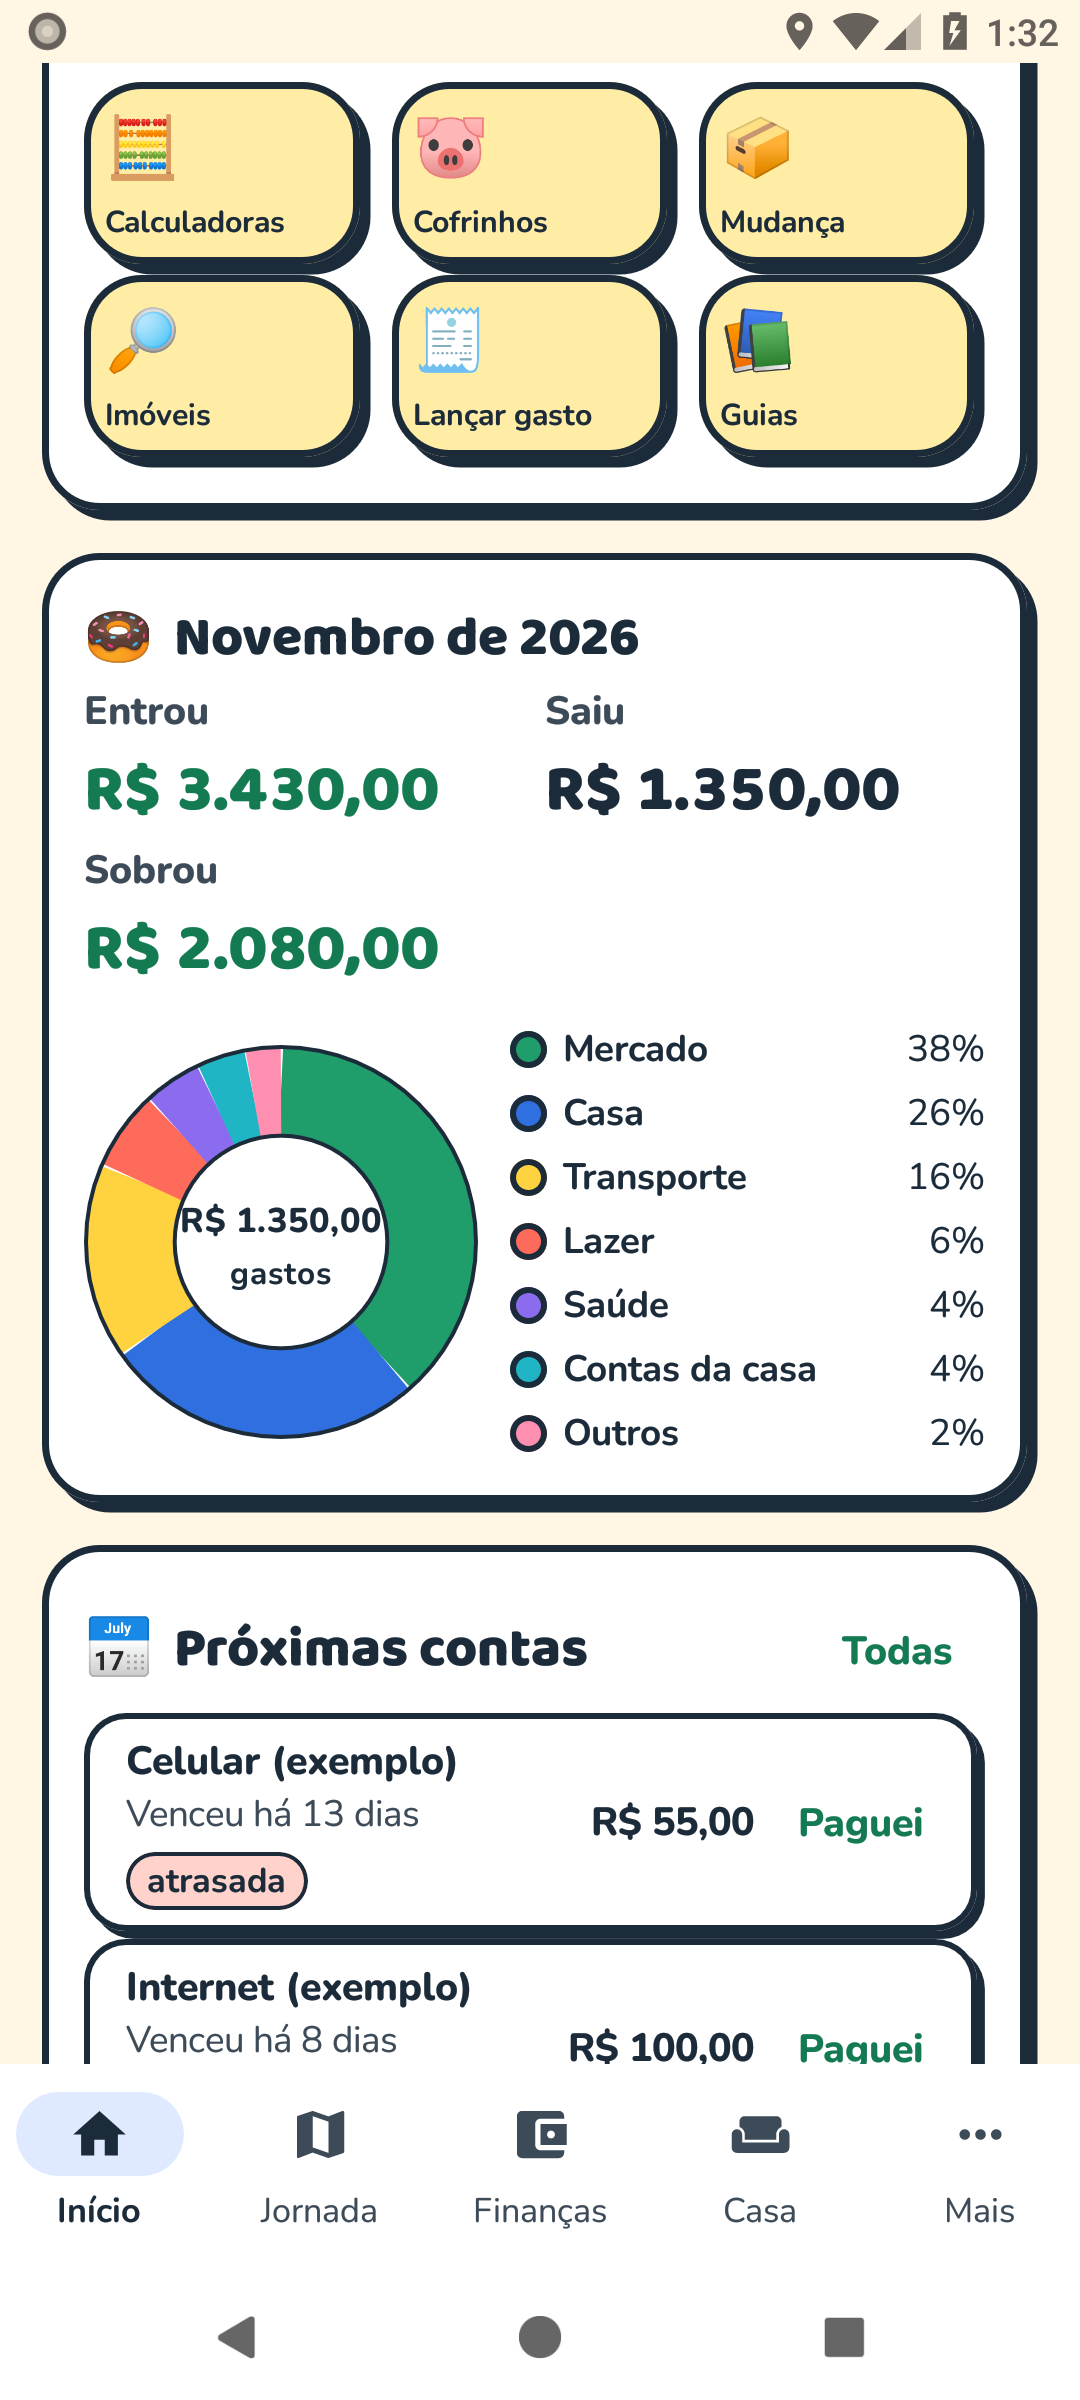 1:32
Calculadoras
Cofrinhos
Mudança
Imóveis
Lançar gasto
Guias
Novembro de 2026
Entrou
Saiu
R$ 3.430,00
R$ 1.350,00
Sobrou
R$ 2.080,00
R$ 1.350,00
gastos
Mercado 38%
Casa 26%
Transporte 16%
Lazer 6%
Saúde 4%
Contas da casa 4%
Outros 2%
July
17
Próximas contas
Todas
Celular (exemplo)
Venceu há 13 dias
R$ 55,00
Paguei
atrasada
Internet (exemplo)
Venceu há 8 dias
R$ 100,00
Paguei
Início
Jornada
Finanças
Casa
Mais